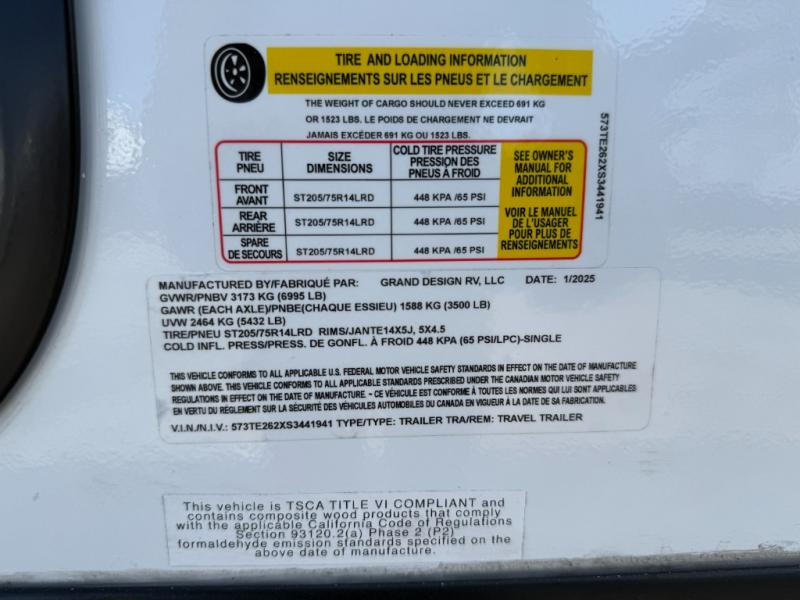 TIRE AND LOADING INFORMATION
RENSEIGNEMENTS SUR LES PNEUS ET LE CHARGEMENT
THE WEIGHT OF CARGO SHOULD NEVER EXCEED 691 KG
OR 1523 LBS. LE POIDS DE CHARGEMENT NE DEVRAIT
JAMAIS EXCÉDER 691 KG OU 1523 LBS.
TIRE
PNEU
SIZE
DIMENSIONS
COLD TIRE PRESSURE
PRESSION DES
PNEUS À FROID
FRONT
AVANT
ST205/75R14LRD
448 KPA /65 PSI
REAR
ARRIÈRE
ST205/75R14LRD
448 KPA /65 PSI
SPARE
DE SECOURS
ST205/75R14LRD
448 KPA /65 PSI
SEE OWNER'S
MANUAL FOR
ADDITIONAL
INFORMATION
VOIR LE MANUEL
DE L'USAGER
POUR PLUS DE
RENSEIGNEMENTS
573TE262XS3441941
MANUFACTURED BY/FABRIQUÉ PAR: GRAND DESIGN RV, LLC DATE: 1/2025
GVWR/PNBV 3173 KG (6995 LB)
GAWR (EACH AXLE)/PNBE(CHAQUE ESSIEU) 1588 KG (3500 LB)
UVW 2464 KG (5432 LB)
TIRE/PNEU ST205/75R14LRD RIMS/JANTE14X5J, 5X4.5
COLD INFL. PRESS/PRESS. DE GONFL. À FROID 448 KPA (65 PSI/LPC)-SINGLE
THIS VEHICLE CONFORMS TO ALL APPLICABLE U.S. FEDERAL MOTOR VEHICLE SAFETY STANDARDS IN EFFECT ON THE DATE OF MANUFACTURE
SHOWN ABOVE. THIS VEHICLE CONFORMS TO ALL APPLICABLE STANDARDS PRESCRIBED UNDER THE CANADIAN MOTOR VEHICLE SAFETY
REGULATIONS IN EFFECT ON THE DATE OF MANUFACTURE. ~ CE VÉHICULE EST CONFORME À TOUTES LES NORMES QUI LUI SONT APPLICABLES
EN VERTU DU RÈGLEMENT SUR LA SÉCURITÉ DES VÉHICULES AUTOMOBILES DU CANADA EN VIGUEUR À LA DATE DE SA FABRICATION.
V.I.N./N.I.V.: 573TE262XS3441941 TYPE/TYPE: TRAILER TRA/REM: TRAVEL TRAILER
This vehicle is TSCA TITLE VI COMPLIANT and
contains composite wood products that comply
with the applicable California Code of Regulations
Section 93120.2(a) Phase 2 (P2)
formaldehyde emission standards specified on the
above date of manufacture.